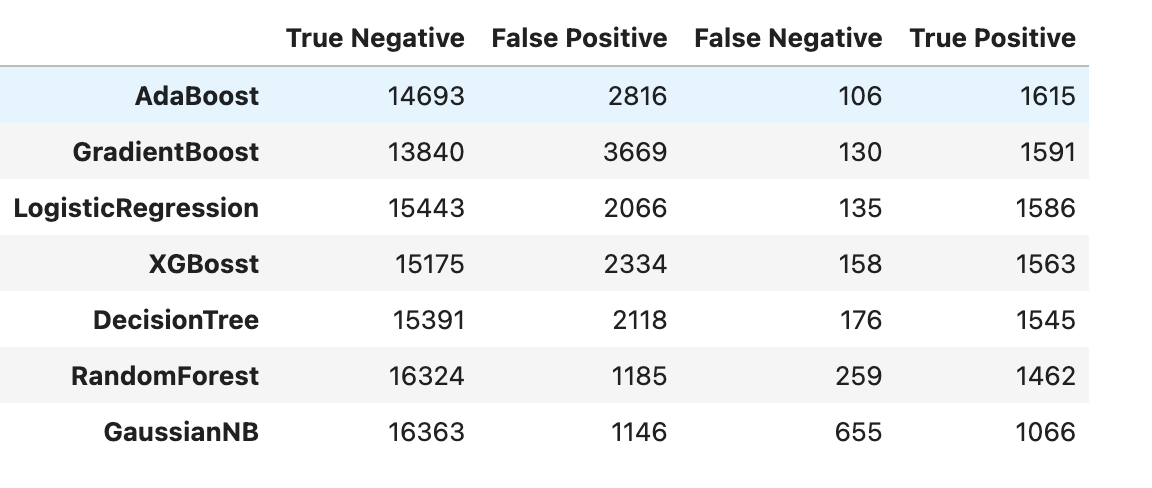 True Negative False Positive False Negative True Positive
AdaBoost 14693 2816 106 1615
GradientBoost 13840 3669 130 1591
LogisticRegression 15443 2066 135 1586
XGBosst 15175 2334 158 1563
DecisionTree 15391 2118 176 1545
RandomForest 16324 1185 259 1462
GaussianNB 16363 1146 655 1066